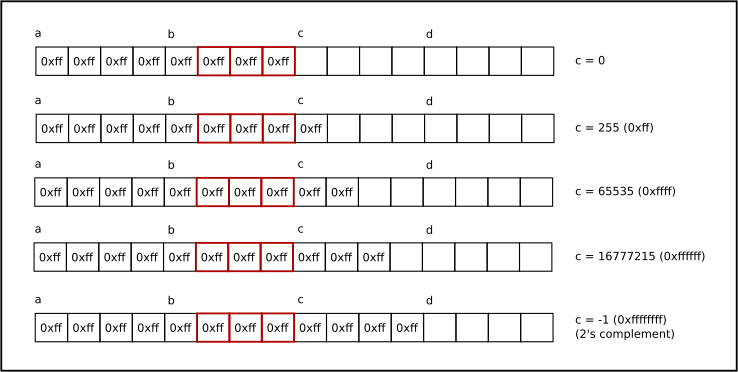 a b c d
0xff 0xff 0xff 0xff 0xff 0xff 0xff 0xff c = 0
a b c d
0xff 0xff 0xff 0xff 0xff 0xff 0xff 0xff 0xff c = 255 (0xff)
a b c d
0xff 0xff 0xff 0xff 0xff 0xff 0xff 0xff 0xff 0xff c = 65535 (0xffff)
a b c d
0xff 0xff 0xff 0xff 0xff 0xff 0xff 0xff 0xff 0xff 0xff c = 16777215 (0xffffff)
a b c d
0xff 0xff 0xff 0xff 0xff 0xff 0xff 0xff 0xff 0xff 0xff 0xff c = -1 (0xffffffff)
(2's complement)